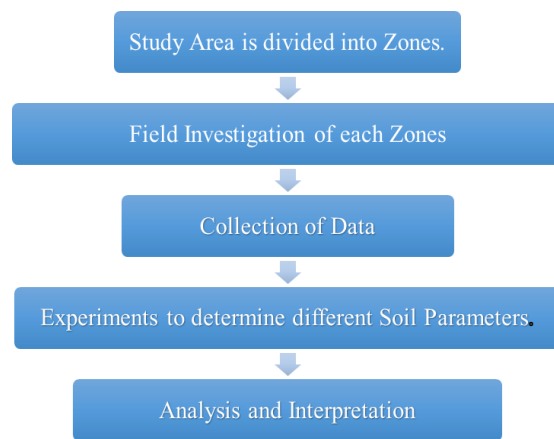 Study Area is divided into Zones.
Field Investigation of each Zones
Collection of Data
Experiments to determine different Soil Parameters。
Analysis and Interpretation